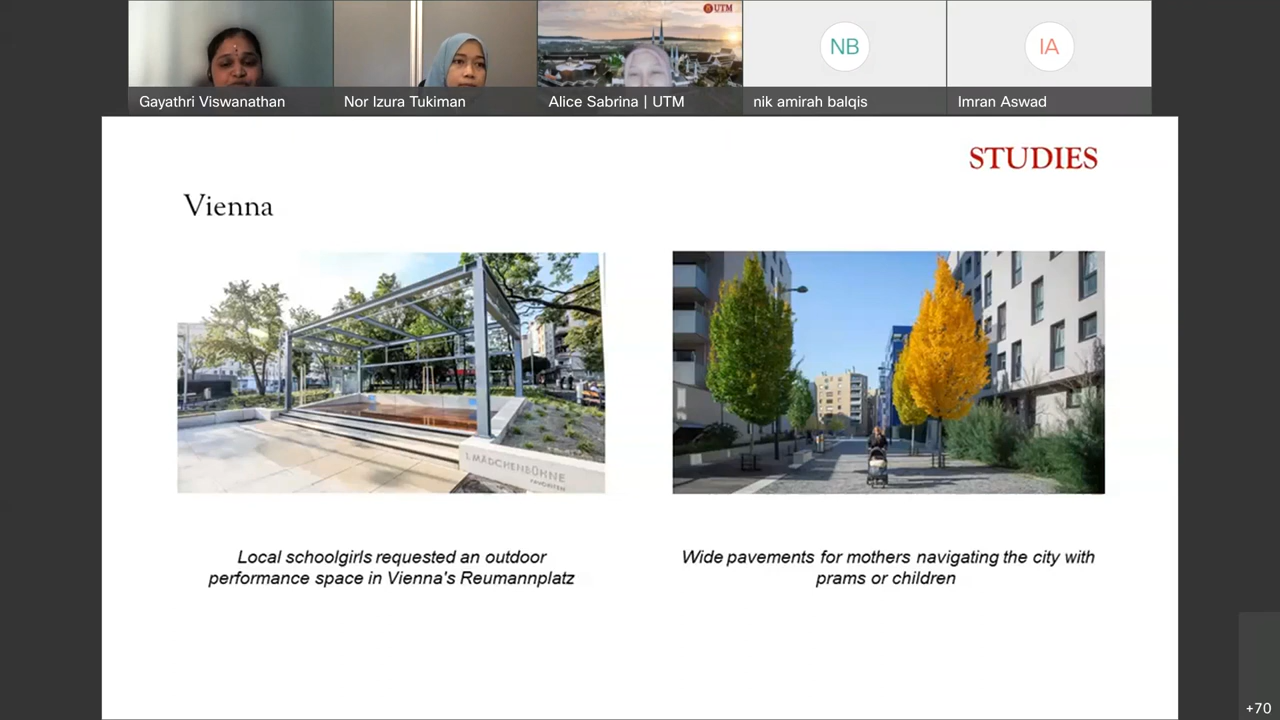 UTM
Gayathri Viswanathan
Nor Izura Tukiman
Alice Sabrina | UTM
NB
nik amirah balqis
IA
Imran Aswad
STUDIES
Vienna
1. MÄDCHENBÜHNE
FAVORITEN
Local schoolgirls requested an outdoor
performance space in Vienna's Reumannplatz
Wide pavements for mothers navigating the city with
prams or children
+70